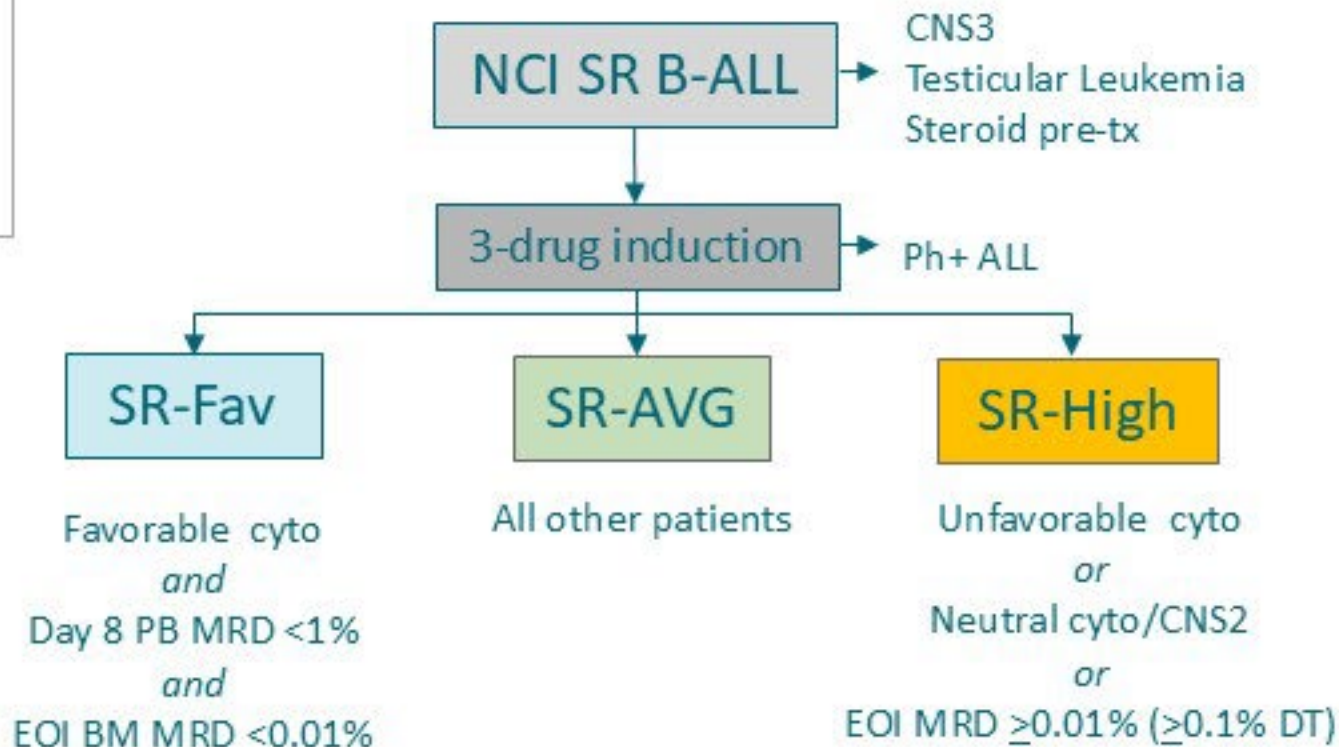 NCI SR B-ALL
CNS3
Testicular Leukemia
Steroid pre-tx
3-drug induction
Ph+ ALL
SR-Fav
SR-AVG
SR-High
Favorable cyto
and
Day 8 PB MRD <1%
and
EOI BM MRD <0.01%
All other patients
Unfavorable cyto
or
Neutral cyto/CNS2
or
EOI MRD ≥0.01% (≥0.1% DT)